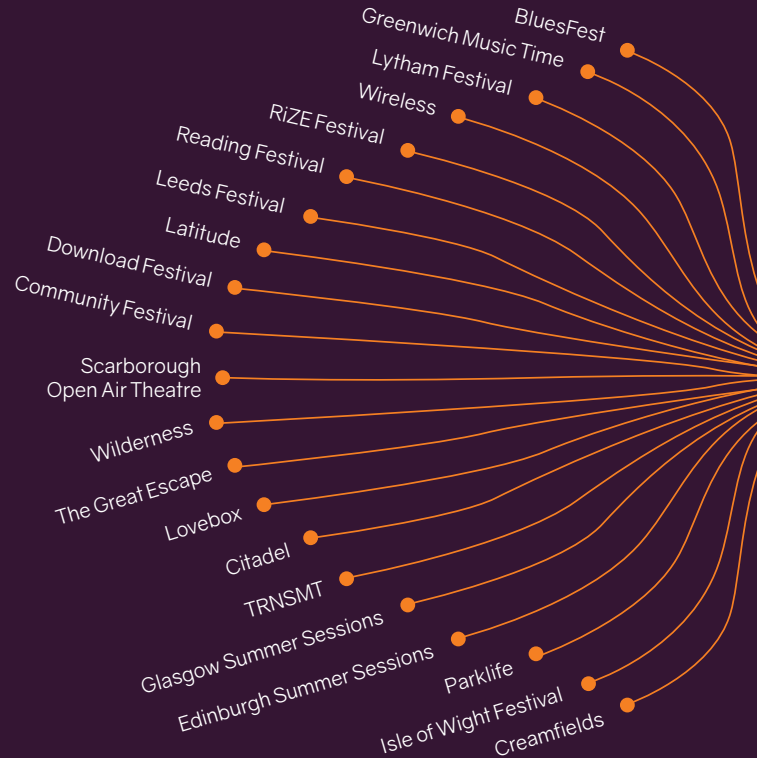 BluesFest
Greenwich Music Time
Lytham Festival
Wireless
RiZE Festival
Reading Festival
Leeds Festival
Latitude
Download Festival
Community Festival
Scarborough
Open Air Theatre
Wilderness
The Great Escape
Lovebox
Citadel
TRNSMT
Glasgow Summer Sessions
Edinburgh Summer Sessions
Parklife
Isle of Wight Festival
Creamfields